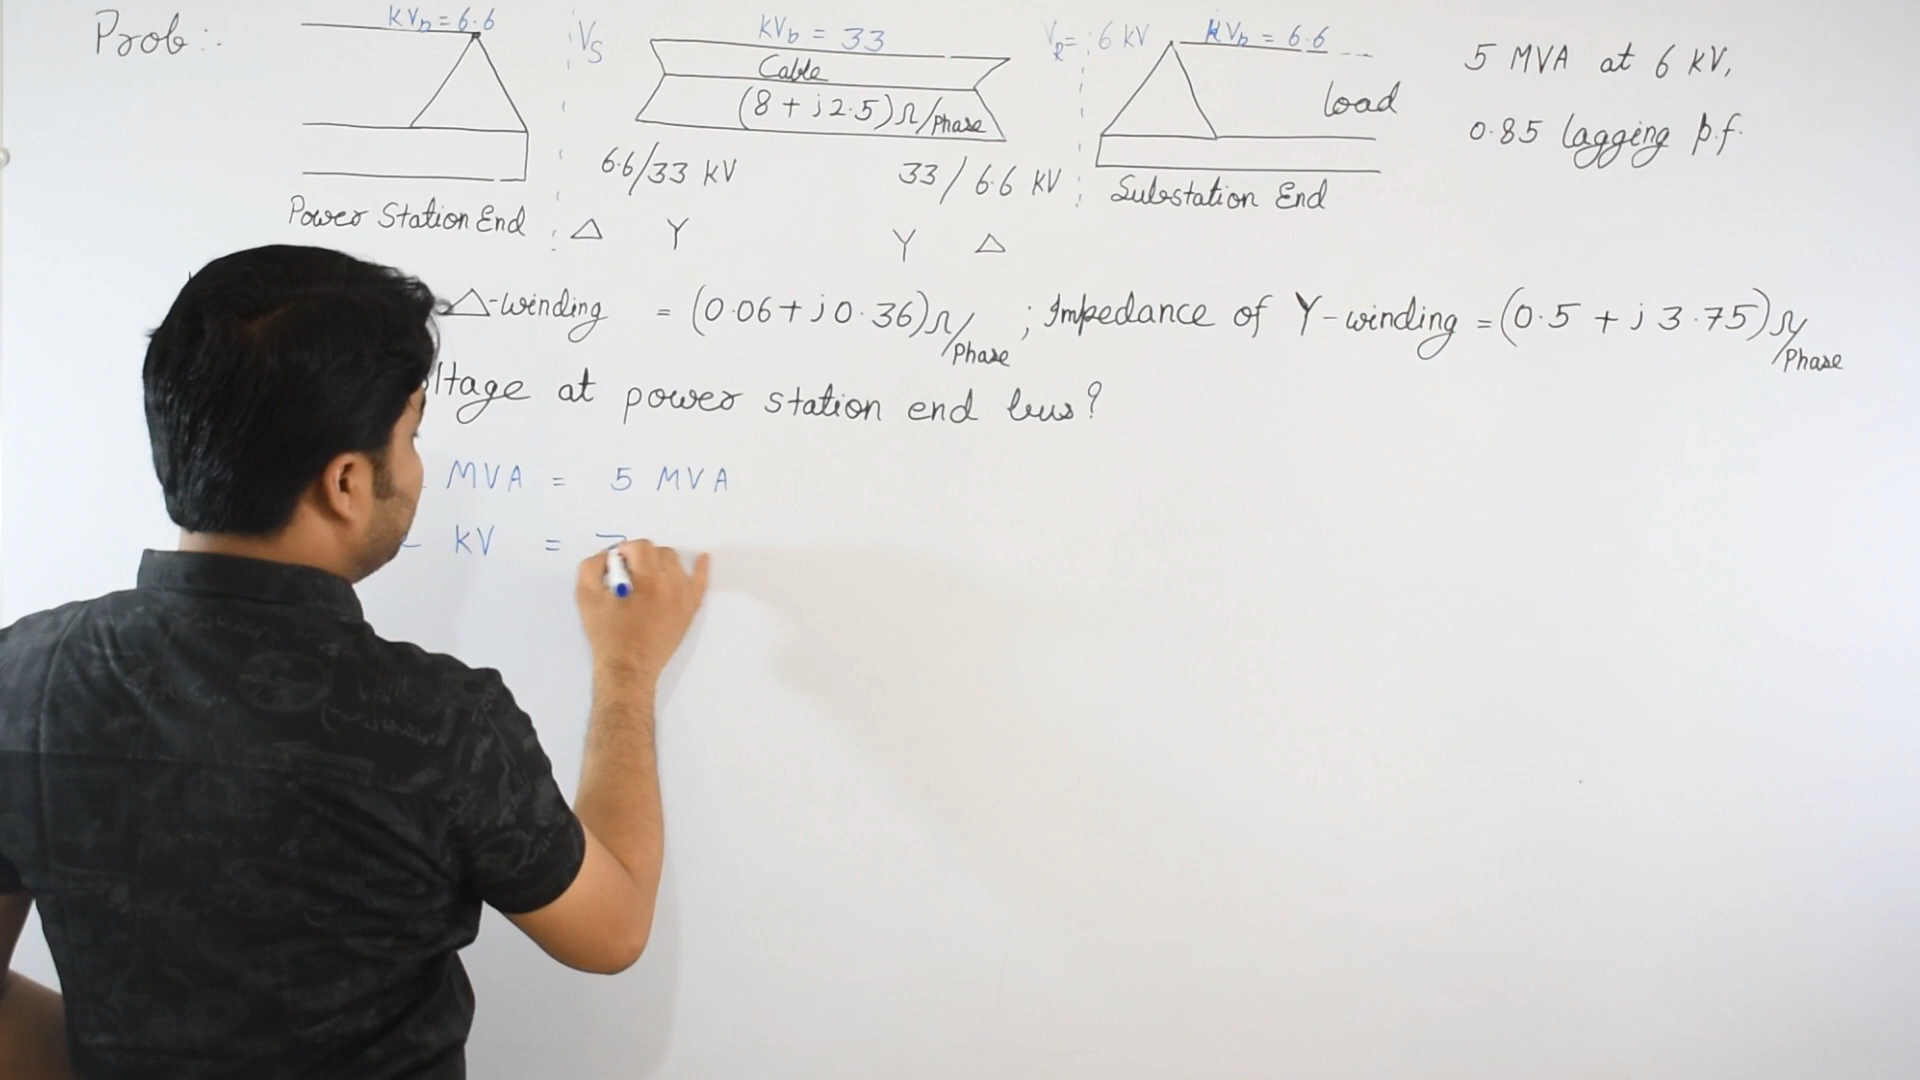 Prob :-
kVb = 6.6
VS
kVb = 33
VR = 6 kV
kVb = 6.6
5 MVA at 6 kV,
Cable
(8 + j2.5)Ω/Phase
load
0.85 lagging p.f.
6.6/33 kV
33/6.6 kV
Substation End
Power Station End
Δ Y
Y Δ
Δ-winding = (0.06 + j0.36)Ω/Phase ; Impedance of Y-winding = (0.5 + j3.75)Ω/Phase
ltage at power station end bus?
MVA = 5 MVA
kV =